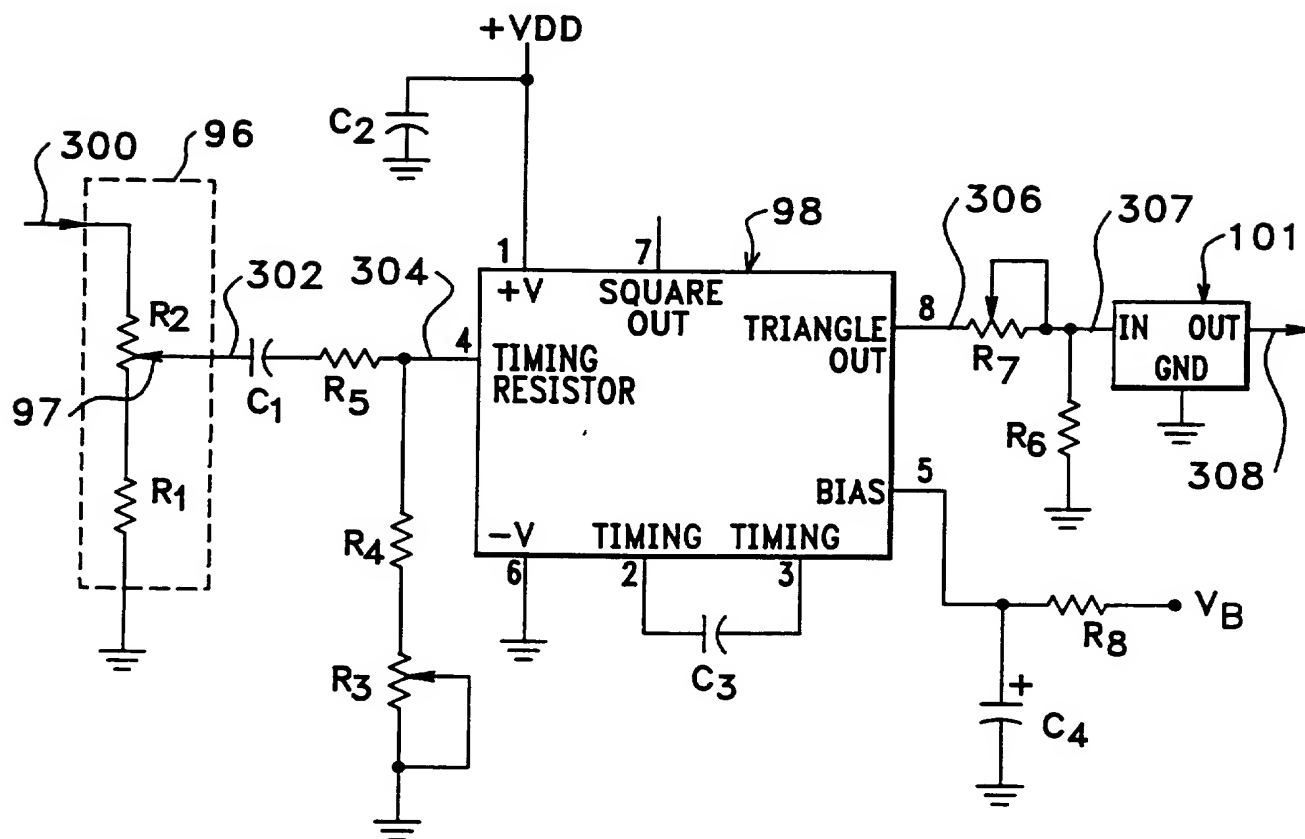 +VDD
C2
96
300
306
307
98
101
302
304
1
7
+V
SQUARE
OUT
8
IN OUT
R2
4
TRIANGLE
OUT
R7
GND
TIMING
RESISTOR
97
C1
R5
R6
308
R1
5
BIAS
R4
-V
TIMING
TIMING
6
2
3
VB
R8
R3
C3
+
C4